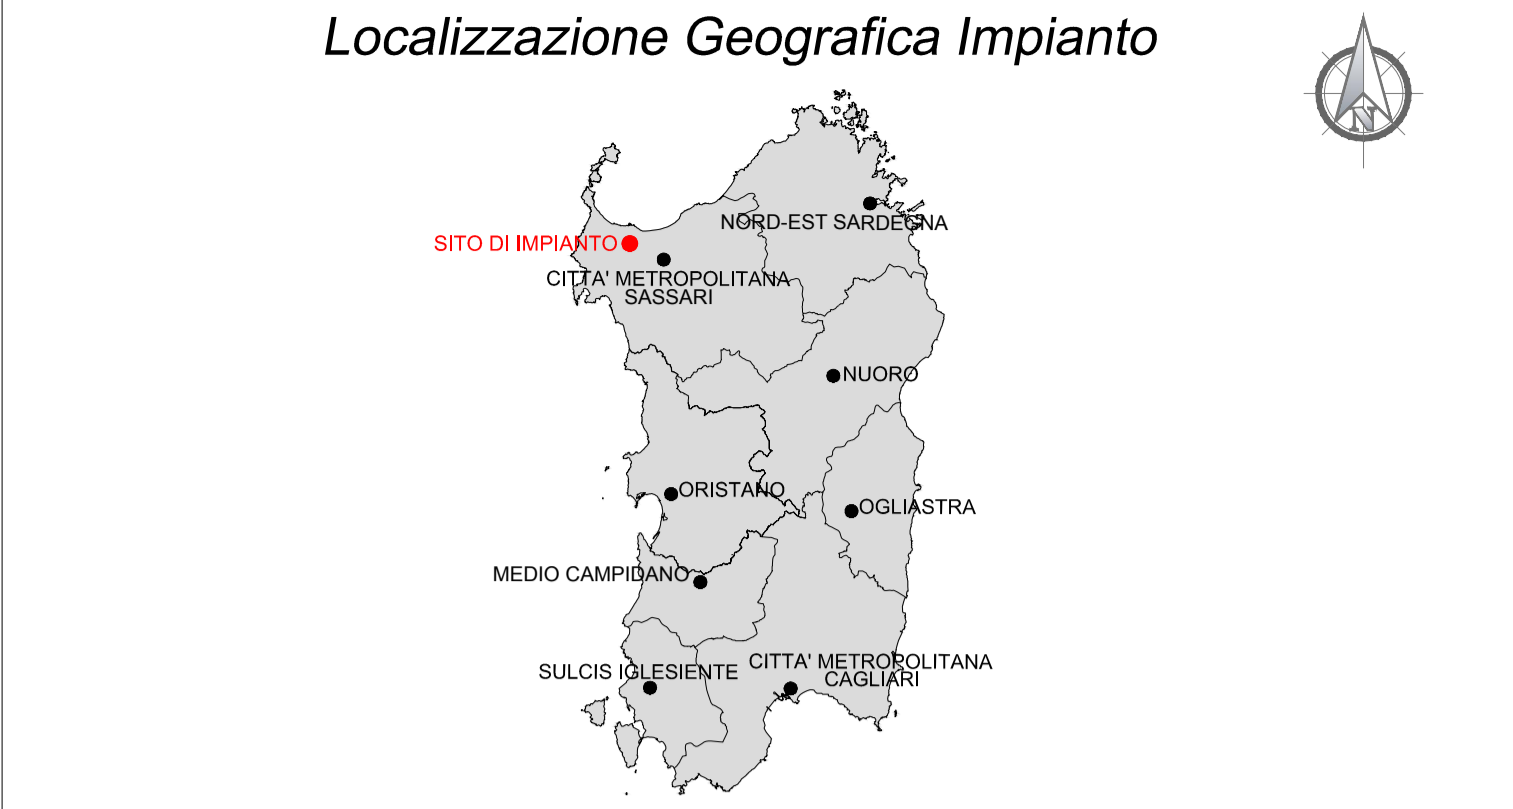 Localizzazione Geografica Impianto
N
NORD-EST SARDEGNA
SITO DI IMPIANTO
CITTA' METROPOLITANA
SASSARI
NUORO
ORISTANO
OGLIASTRA
MEDIO CAMPIDANO
SULCIS IGLESIENTE
CITTA' METROPOLITANA
CAGLIARI